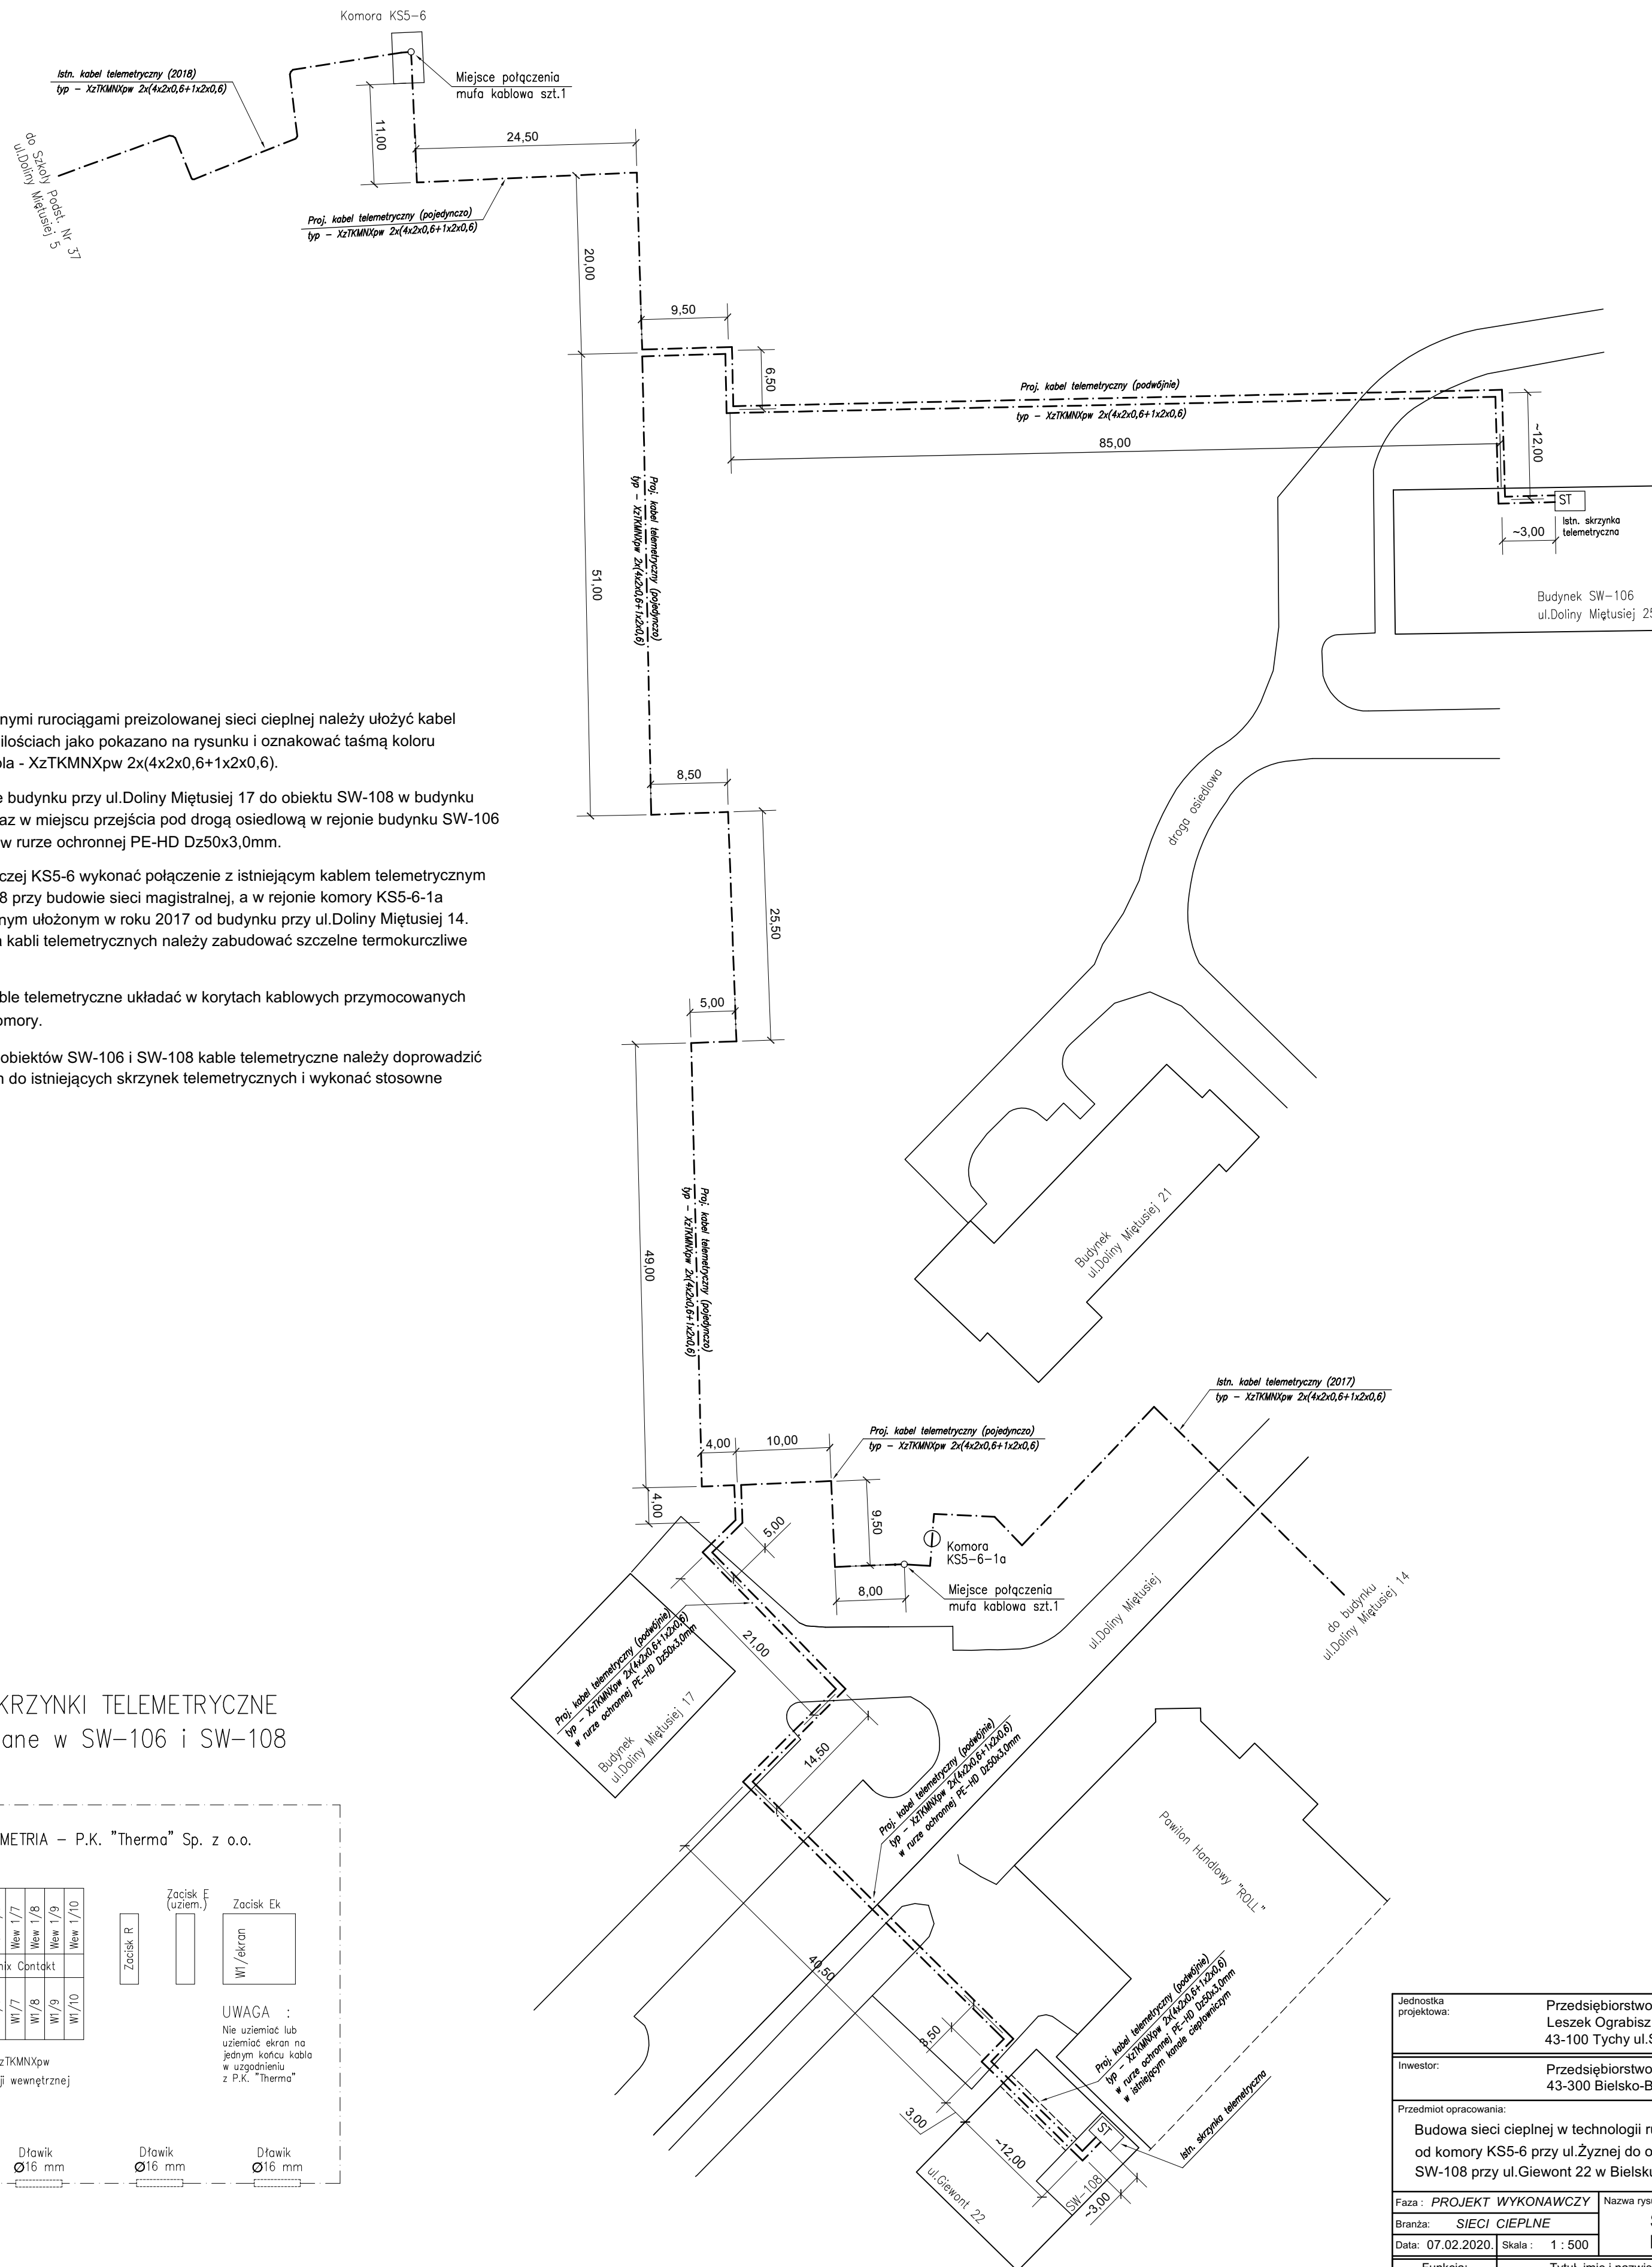 Komora KS5-6
Istn. kabel telemetryczny (2018)
typ - XzTKMNXpw 2x(4x2x0,6+1x2x0,6)
Miejsce połączenia
mufa kablowa szt.1
do Szkoły Podst. Nr 37
ul.Doliny Miętusiej 5
11,00
24,50
Proj. kabel telemetryczny (pojedynczo)
typ - XzTKMNXpw 2x(4x2x0,6+1x2x0,6)
20,00
9,50
6,50
Proj. kabel telemetryczny (podwójnie)
typ - XzTKMNXpw 2x(4x2x0,6+1x2x0,6)
85,00
~12,00
ST
~3,00
Istn. skrzynka
telemetryczna
Budynek SW-106
ul.Doliny Miętusiej 25
Proj. kabel telemetryczny (pojedynczo)
typ - XzTKMNXpw 2x(4x2x0,6+1x2x0,6)
51,00
nymi rurociągami preizolowanej sieci cieplnej należy ułożyć kabel
ilościach jako pokazano na rysunku i oznakować taśmą koloru
bla - XzTKMNXpw 2x(4x2x0,6+1x2x0,6).
e budynku przy ul.Doliny Miętusiej 17 do obiektu SW-108 w budynku
az w miejscu przejścia pod drogą osiedlową w rejonie budynku SW-106
w rurze ochronnej PE-HD Dz50x3,0mm.
czej KS5-6 wykonać połączenie z istniejącym kablem telemetrycznym
8 przy budowie sieci magistralnej, a w rejonie komory KS5-6-1a
nym ułożonym w roku 2017 od budynku przy ul.Doliny Miętusiej 14.
a kabli telemetrycznych należy zabudować szczelne termokurczliwe
ble telemetryczne układać w korytach kablowych przymocowanych
omory.
obiektów SW-106 i SW-108 kable telemetryczne należy doprowadzić
h do istniejących skrzynek telemetrycznych i wykonać stosowne
8,50
droga osiedlowa
25,50
5,00
49,00
Proj. kabel telemetryczny (pojedynczo)
typ - XzTKMNXpw 2x(4x2x0,6+1x2x0,6)
Budynek
ul.Doliny Miętusiej 21
Istn. kabel telemetryczny (2017)
typ - XzTKMNXpw 2x(4x2x0,6+1x2x0,6)
4,00
10,00
Proj. kabel telemetryczny (pojedynczo)
typ - XzTKMNXpw 2x(4x2x0,6+1x2x0,6)
4,00
9,50
5,00
Komora
KS5-6-1a
8,00
Miejsce połączenia
mufa kablowa szt.1
ul.Doliny Miętusiej
do budynku
ul.Doliny Miętusiej 14
21,00
Proj. kabel telemetryczny (podwójnie)
typ - XzTKMNXpw 2x(4x2x0,6+1x2x0,6)
w rurze ochronnej PE-HD Dz50x3,0mm
Budynek
ul.Doliny Miętusiej 17
14,50
Proj. kabel telemetryczny (podwójnie)
typ - XzTKMNXpw 2x(4x2x0,6+1x2x0,6)
w rurze ochronnej PE-HD Dz50x3,0mm
Pawilon Handlowy "ROLL"
40,50
3,50
Proj. kabel telemetryczny (podwójnie)
typ - XzTKMNXpw 2x(4x2x0,6+1x2x0,6)
w rurze ochronnej PE-HD Dz50x3,0mm
w istniejącym kanale ciepłowniczym
3,00
~12,00
ST
Istn. skrzynka telemetryczna
SW-108
~3,00
ul.Giewont 22
KRZYNKI TELEMETRYCZNE
ane w SW-106 i SW-108
METRIA - P.K. "Therma" Sp. z o.o.
Wew 1/7
Wew 1/8
Wew 1/9
Wew 1/10
nix Contakt
W1/7
W1/8
W1/9
W1/10
Zacisk R
Zacisk E
(uziem.)
Zacisk Ek
W1/ekran
zTKMNXpw
ji wewnętrznej
UWAGA :
Nie uziemiać lub
uziemiać ekran na
jednym końcu kabla
w uzgodnieniu
z P.K. "Therma"
Dławik
Ø16 mm
Dławik
Ø16 mm
Dławik
Ø16 mm
Jednostka
projektowa:
Przedsiębiorstwo
Leszek Ograbisz
43-100 Tychy ul.S
Inwestor:
Przedsiębiorstwo
43-300 Bielsko-B
Przedmiot opracowania:
Budowa sieci cieplnej w technologii ru
od komory KS5-6 przy ul.Żyznej do o
SW-108 przy ul.Giewont 22 w Bielsku
Faza : PROJEKT WYKONAWCZY
Nazwa rysu
Branża: SIECI CIEPLNE
Data: 07.02.2020.
Skala : 1 : 500